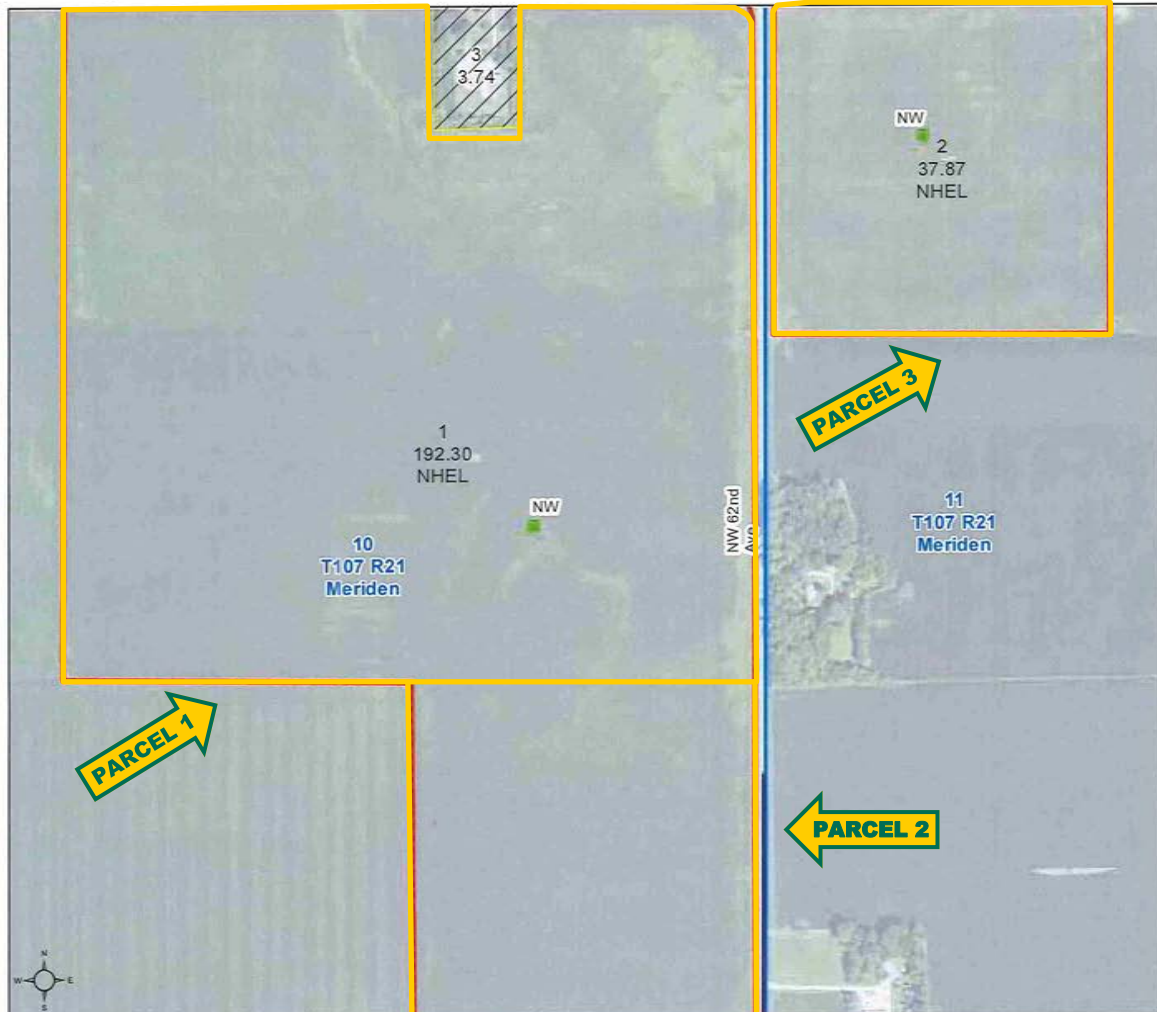 3
3.74
NW
2
37.87
NHEL
PARCEL 3
1
192.30
NHEL
NW
NW 62nd
Ave
10
T107 R21
Meriden
11
T107 R21
Meriden
PARCEL 1
PARCEL 2
N
W
E
S